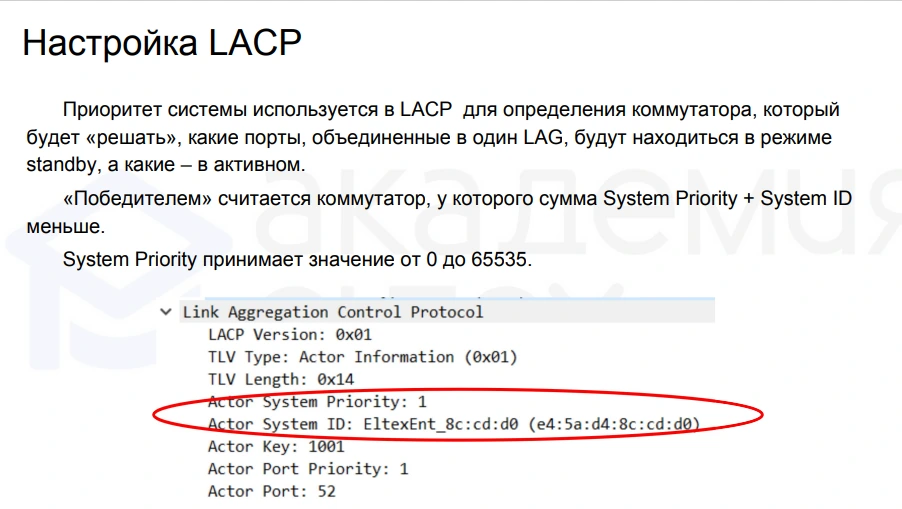 Настройка LACP
Приоритет системы используется в LACP для определения коммутатора, который
будет «решать», какие порты, объединенные в один LAG, будут находиться в режиме
standby, а какие – в активном.
«Победителем» считается коммутатор, у которого сумма System Priority + System ID
меньше.
System Priority принимает значение от 0 до 65535.
академия
Link Aggregation Control Protocol
LACP Version: 0x01
TLV Type: Actor Information (0x01)
TLV Length: 0x14
Actor System Priority: 1
Actor System ID: EltexEnt_8c:cd:d0 (e4:5a:d4:8c:cd:d0)
Actor Key: 1001
Actor Port Priority: 1
Actor Port: 52